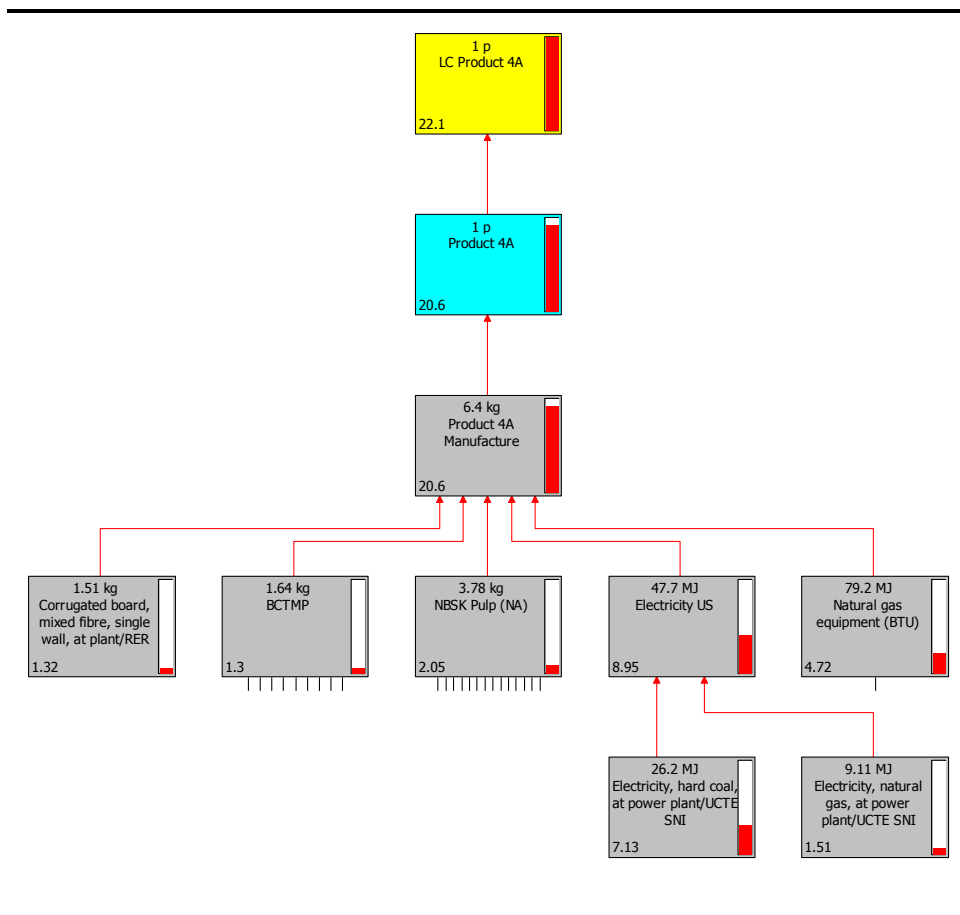 1 p
LC Product 4A
22.1
1 p
Product 4A
20.6
6.4 kg
Product 4A
Manufacture
20.6
1.51 kg
Corrugated board,
mixed fibre, single
wall, at plant/RER
1.32
1.64 kg
BCTMP
1.3
3.78 kg
NBSK Pulp (NA)
2.05
47.7 MJ
Electricity US
8.95
79.2 MJ
Natural gas
equipment (BTU)
4.72
26.2 MJ
Electricity, hard coal,
at power plant/UCTE
SNI
7.13
9.11 MJ
Electricity, natural
gas, at power
plant/UCTE SNI
1.51